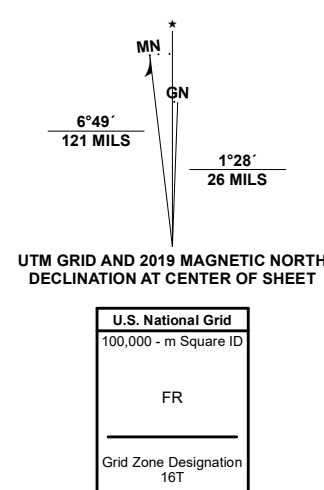 ★
MN
GN
6°49´
121 MILS
1°28´
26 MILS
UTM GRID AND 2019 MAGNETIC NORTH
DECLINATION AT CENTER OF SHEET
U.S. National Grid
100,000 - m Square ID
FR
Grid Zone Designation
16T